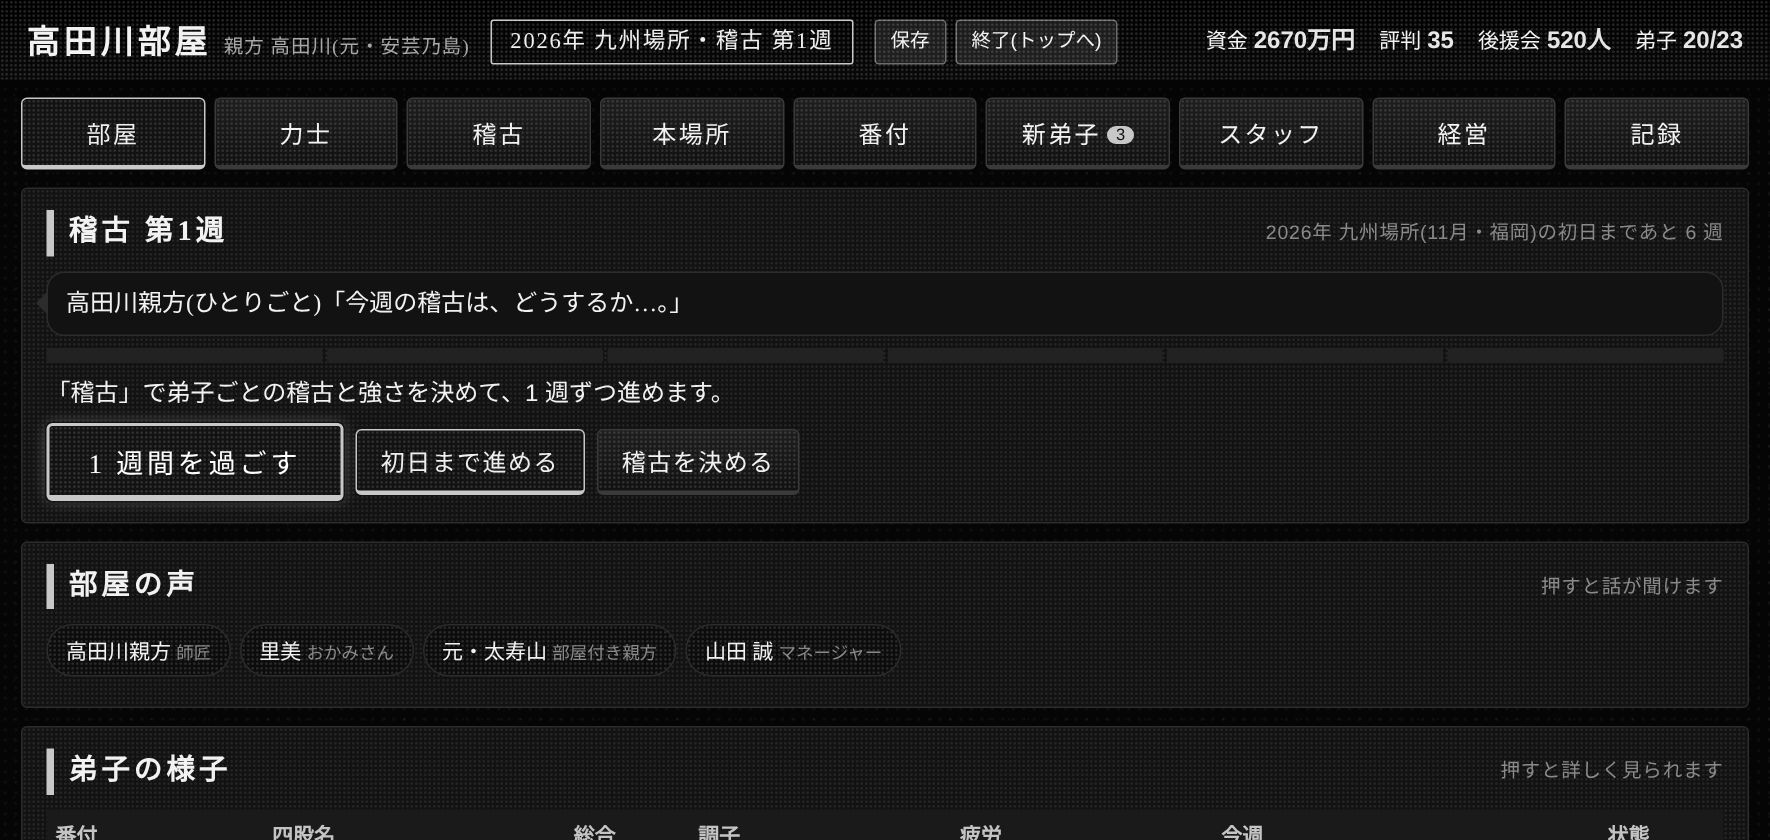 高田川部屋 親方 高田川(元・安芸乃島) 2026年 九州場所・稽古 第1週 保存 終了(トップへ) 資金 2670万円 評判 35 後援会 520人 弟子 20/23
部屋 力士 稽古 本場所 番付 新弟子 3 スタッフ 経営 記録
稽古 第1週 2026年 九州場所(11月・福岡)の初日まであと 6 週
高田川親方(ひとりごと)「今週の稽古は、どうするか…。」
「稽古」で弟子ごとの稽古と強さを決めて、1 週ずつ進めます。
1 週間を過ごす 初日まで進める 稽古を決める
部屋の声 押すと話が聞けます
高田川親方 師匠 里美 おかみさん 元・太寿山 部屋付き親方 山田 誠 マネージャー
弟子の様子 押すと詳しく見られます
番付 四股名 総合 調子 疲労 今週 状態